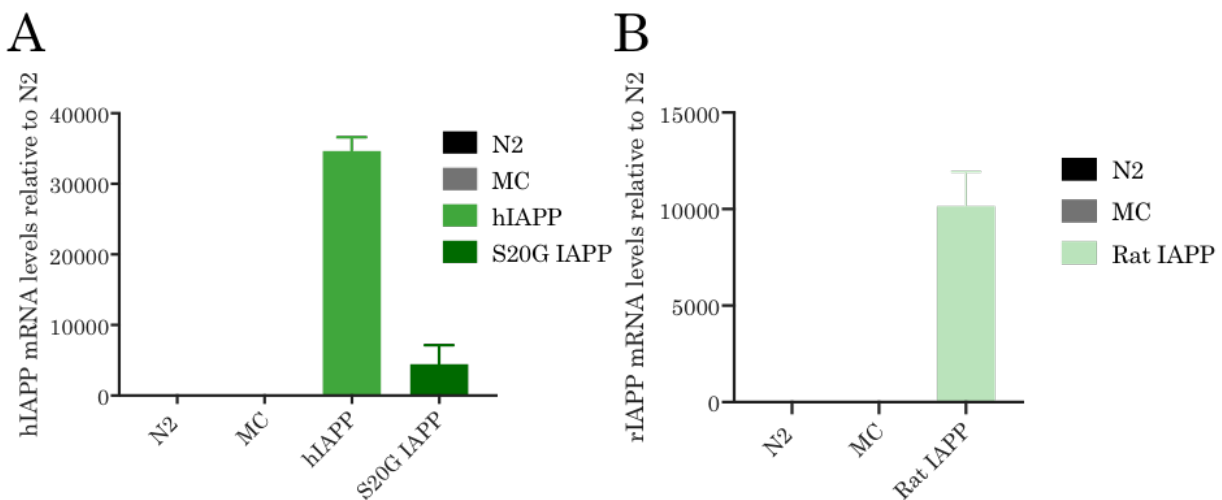 A
hIAPP mRNA levels relative to N2
40000
30000
20000
10000
0
N2
MC
hIAPP
S20G IAPP
N2
MC
hIAPP
S20G IAPP
B
rIAPP mRNA levels relative to N2
15000
10000
5000
0
N2
MC
Rat IAPP
N2
MC
Rat IAPP